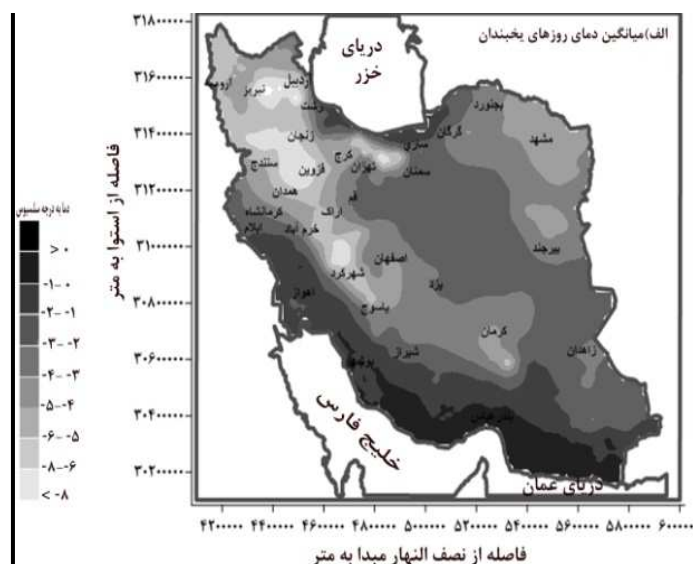 الف)میانگین دمای روزهای یخبندان
دریای
خزر
ارومیه
تبریز
اردبیل
رشت
زنجان
سنندج
قزوین
کرج
تهران
ساری
سمنان
گرگان
بجنورد
مشهد
همدان
قم
کرمانشاه
اراک
ایلام
خرم آباد
بیرجند
اصفهان
شهرکرد
یزد
اهواز
یاسوج
کرمان
شیراز
زاهدان
بوشهر
بندرعباس
خلیج فارس
دریای عمان
فاصله از استوا به متر
۳۱۸۰۰۰۰۰
۳۱۶۰۰۰۰۰
۳۱۴۰۰۰۰۰
۳۱۲۰۰۰۰۰
۳۱۰۰۰۰۰۰
۳۰۸۰۰۰۰۰
۳۰۶۰۰۰۰۰
۳۰۴۰۰۰۰۰
۳۰۲۰۰۰۰۰
۴۲۰۰۰۰۰ ۴۴۰۰۰۰۰ ۴۶۰۰۰۰۰ ۴۸۰۰۰۰۰ ۵۰۰۰۰۰۰ ۵۲۰۰۰۰۰ ۵۴۰۰۰۰۰ ۵۶۰۰۰۰۰ ۵۸۰۰۰۰۰ ۶۰۰۰۰۰۰
فاصله از نصف النهار مبدا به متر
دما به درجه سلسیوس
> ۰
-۱-۰
-۲--۱
-۳--۲
-۴--۳
-۵--۴
-۶--۵
-۸--۶
< -۸